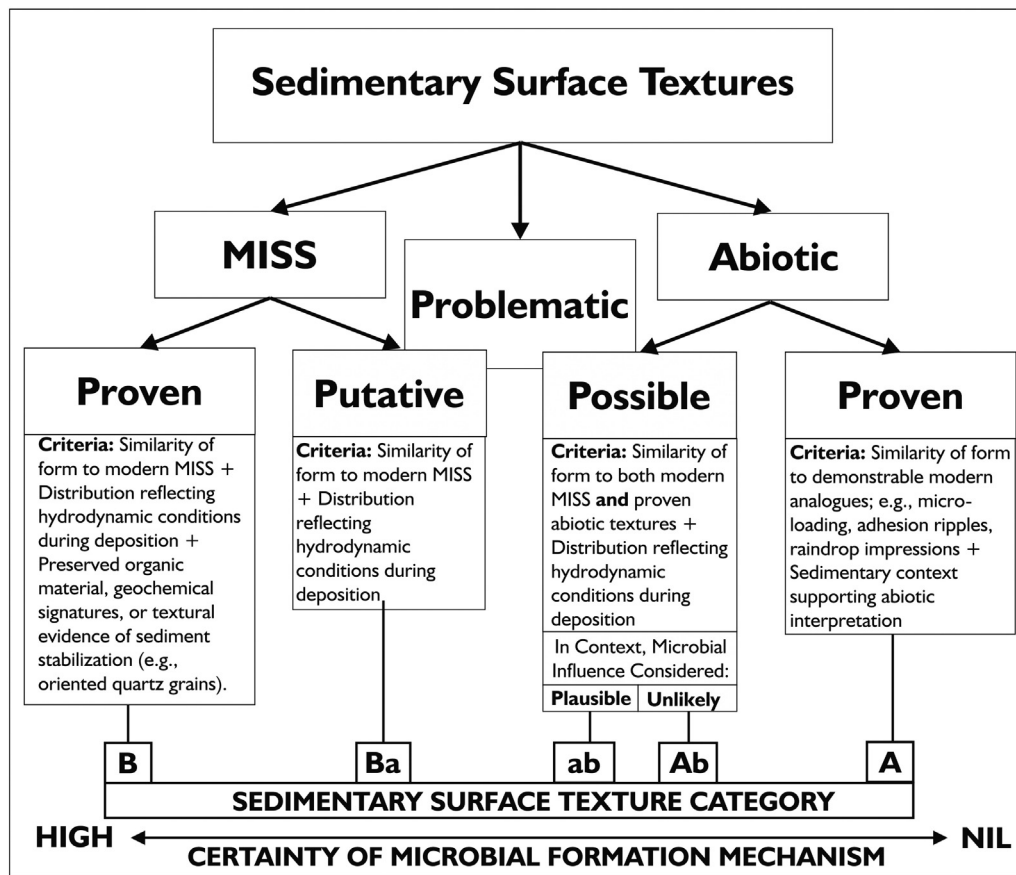 Sedimentary Surface Textures
MISS
Problematic
Abiotic
Proven
Criteria: Similarity of
form to modern MISS +
Distribution reflecting
hydrodynamic conditions
during deposition +
Preserved organic
material, geochemical
signatures, or textural
evidence of sediment
stabilization (e.g.,
oriented quartz grains).
Putative
Criteria: Similarity of
form to modern MISS
+ Distribution
reflecting
hydrodynamic
conditions during
deposition
Possible
Criteria: Similarity of
form to both modern
MISS and proven
abiotic textures +
Distribution reflecting
hydrodynamic
conditions during
deposition
In Context, Microbial
Influence Considered:
Plausible
Unlikely
Proven
Criteria: Similarity of form
to demonstrable modern
analogues; e.g., micro-
loading, adhesion ripples,
raindrop impressions +
Sedimentary context
supporting abiotic
interpretation
B
Ba
ab
Ab
A
SEDIMENTARY SURFACE TEXTURE CATEGORY
HIGH
NIL
CERTAINTY OF MICROBIAL FORMATION MECHANISM